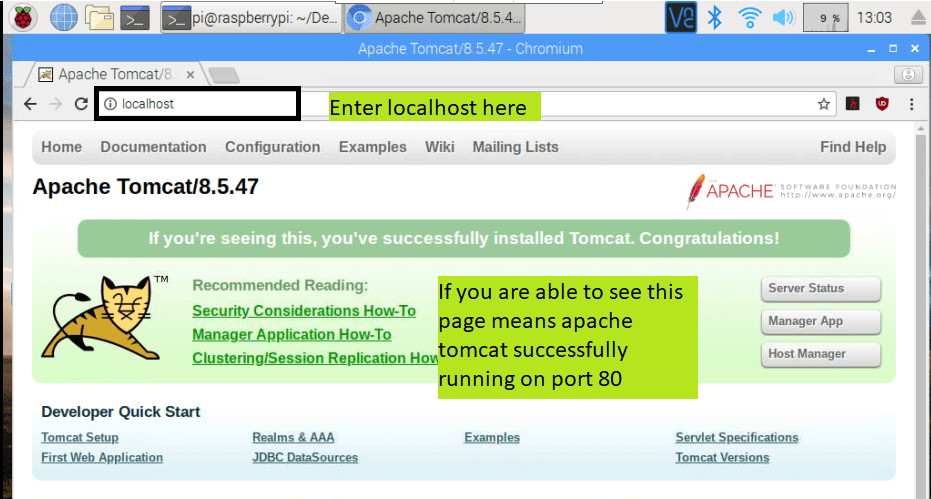 pi@raspberrypi: ~/De... Apache Tomcat/8.5.4... V2 9 % 13:03
Apache Tomcat/8.5.47 - Chromium
Apache Tomcat/8.
localhost Enter localhost here
Home Documentation Configuration Examples Wiki Mailing Lists Find Help
Apache Tomcat/8.5.47
APACHE SOFTWARE FOUNDATION
http://www.apache.org/
If you're seeing this, you've successfully installed Tomcat. Congratulations!
TM
Recommended Reading:
Security Considerations How-To
Manager Application How-To
Clustering/Session Replication How
If you are able to see this
page means apache
tomcat successfully
running on port 80
Server Status
Manager App
Host Manager
Developer Quick Start
Tomcat Setup Realms & AAA Examples Servlet Specifications
First Web Application JDBC DataSources Tomcat Versions